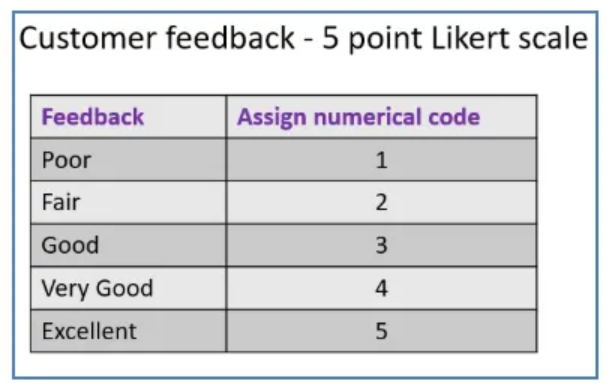 Customer feedback - 5 point Likert scale
Feedback Assign numerical code
Poor 1
Fair 2
Good 3
Very Good 4
Excellent 5